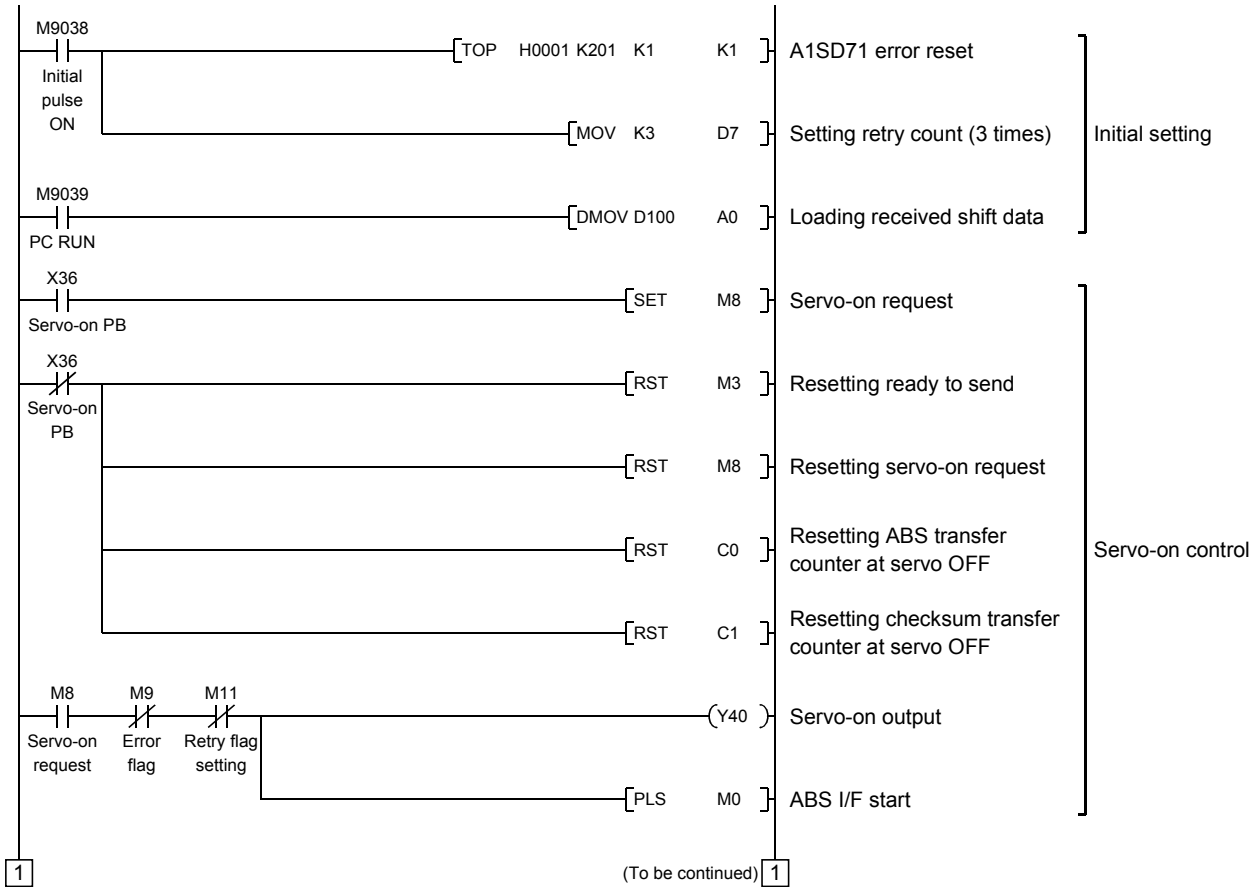 M9038
TOP H0001 K201 K1 K1 A1SD71 error reset
Initial
pulse
ON
MOV K3 D7 Setting retry count (3 times) Initial setting
M9039
DMOV D100 A0 Loading received shift data
PC RUN
X36
SET M8 Servo-on request
Servo-on PB
X36
RST M3 Resetting ready to send
Servo-on
PB
RST M8 Resetting servo-on request
Resetting ABS transfer
RST C0
counter at servo OFF
Servo-on control
Resetting checksum transfer
RST C1
counter at servo OFF
M8 M9 M11
Y40 Servo-on output
Servo-on Error Retry flag
request flag setting
PLS M0 ABS I/F start
1 (To be continued) 1